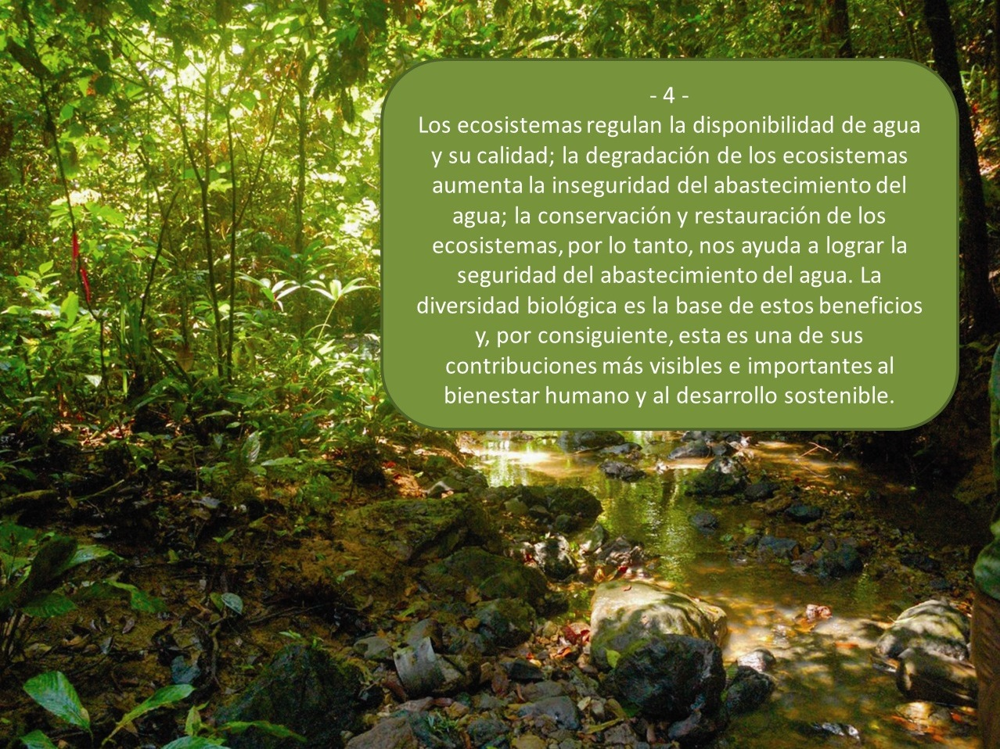 - 4 -
Los ecosistemas regulan la disponibilidad de agua
y su calidad; la degradación de los ecosistemas
aumenta la inseguridad del abastecimiento del
agua; la conservación y restauración de los
ecosistemas, por lo tanto, nos ayuda a lograr la
seguridad del abastecimiento del agua. La
diversidad biológica es la base de estos beneficios
y, por consiguiente, esta es una de sus
contribuciones más visibles e importantes al
bienestar humano y al desarrollo sostenible.